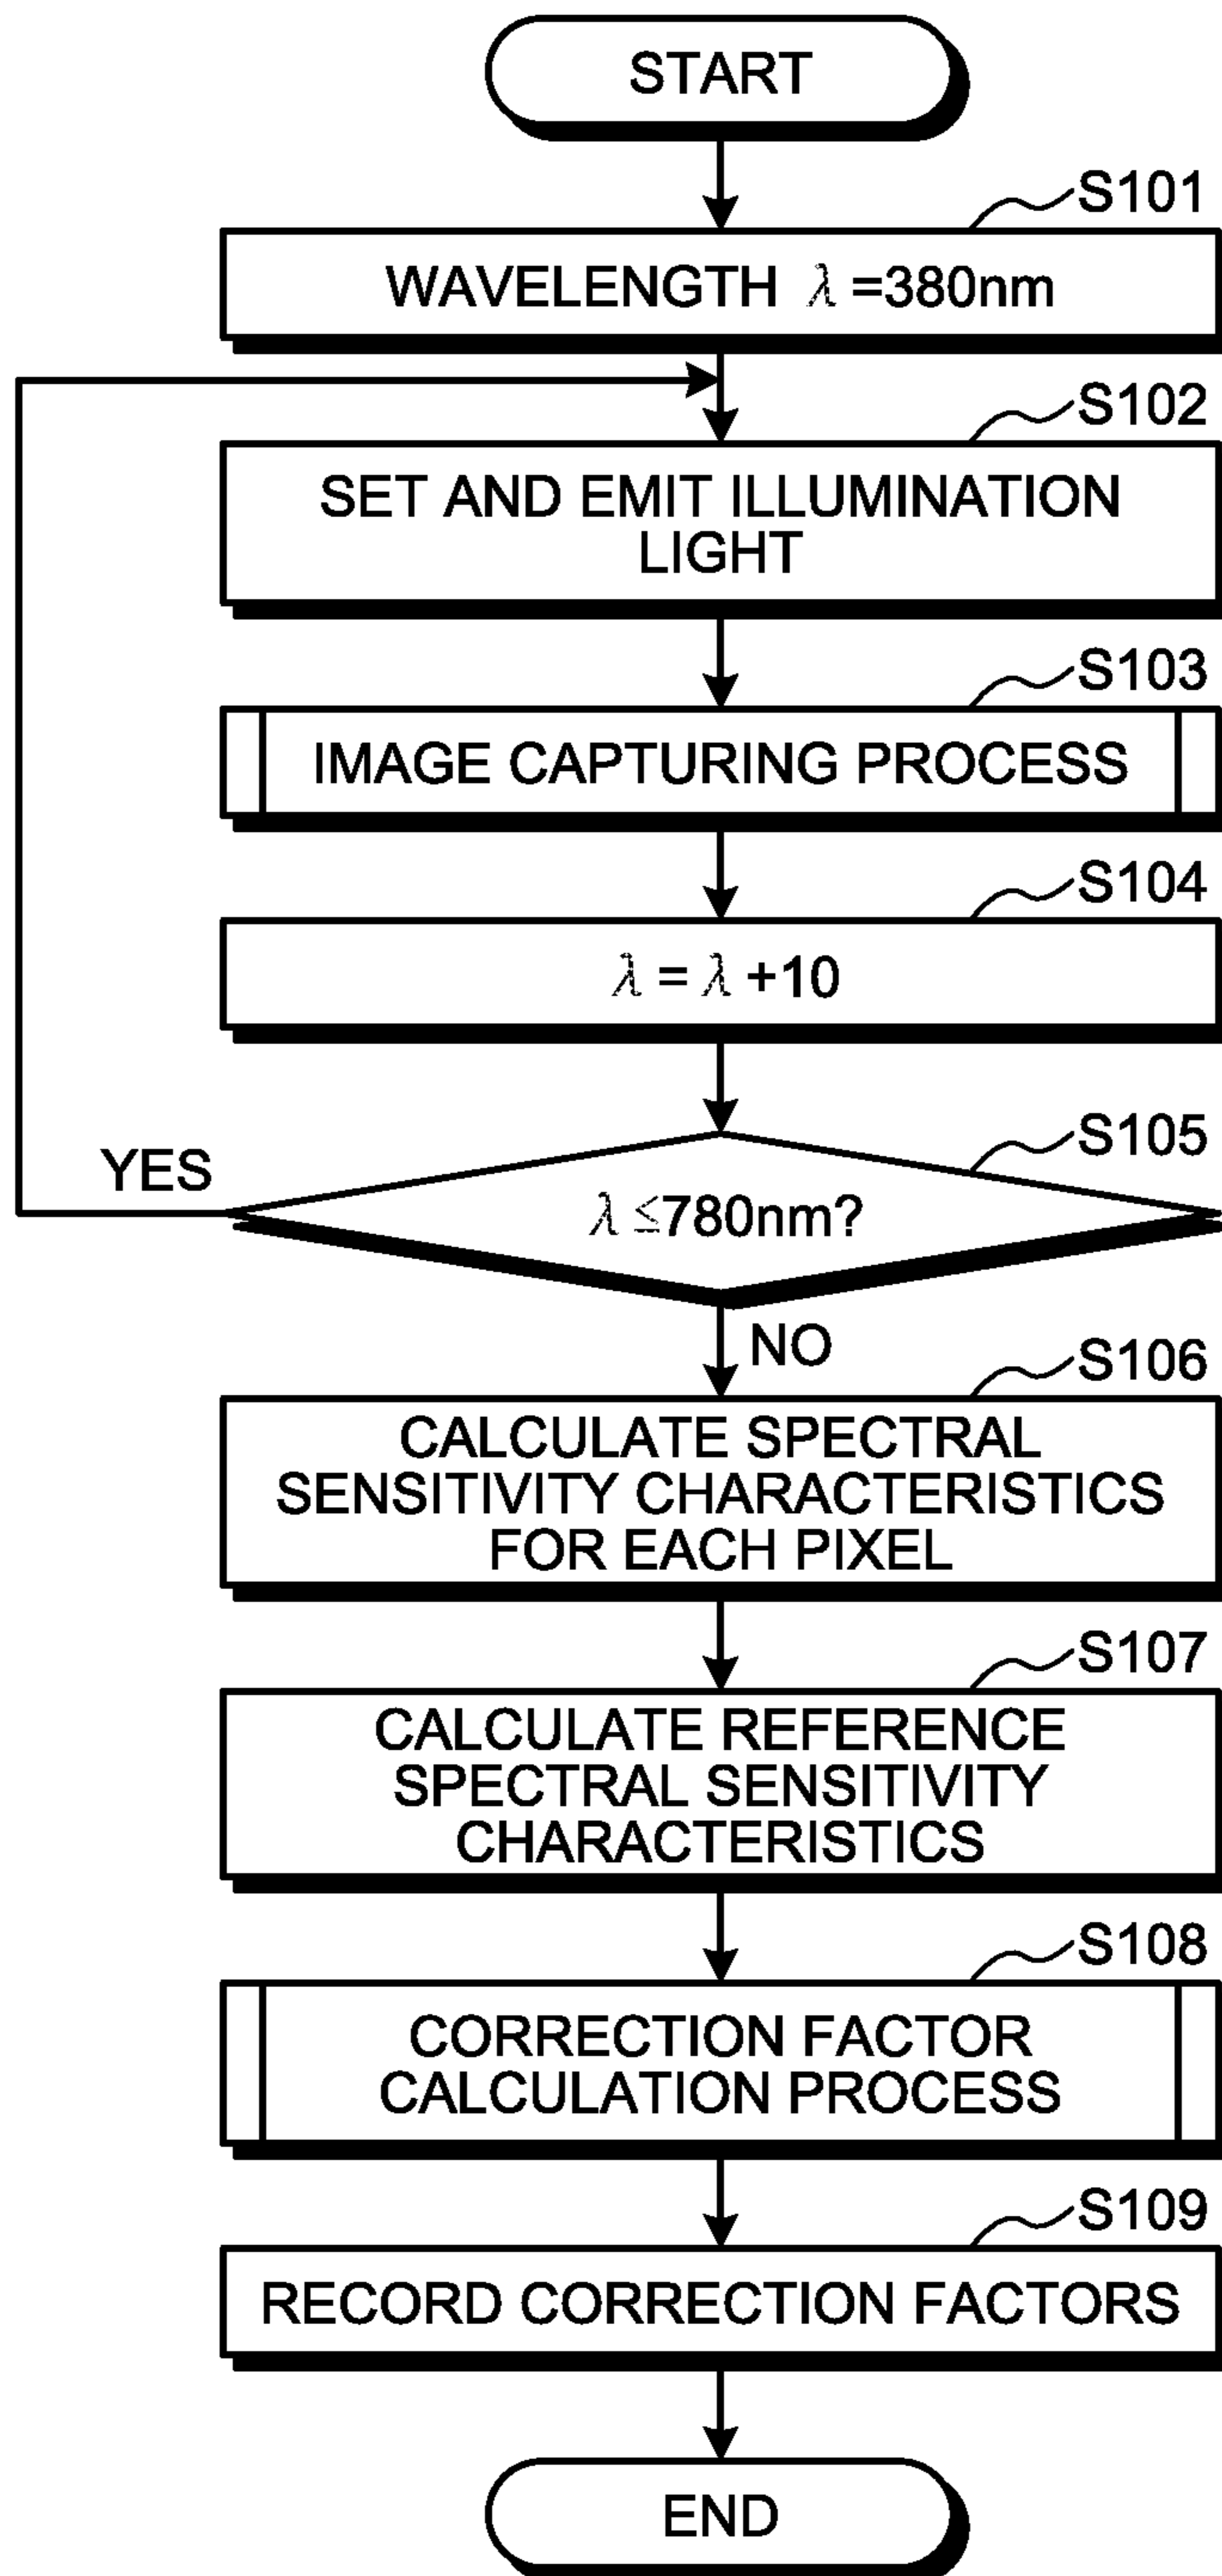 START
S101
WAVELENGTH λ =380nm
S102
SET AND EMIT ILLUMINATION
LIGHT
S103
IMAGE CAPTURING PROCESS
S104
λ = λ +10
S105
YES
λ ≦780nm?
NO
S106
CALCULATE SPECTRAL
SENSITIVITY CHARACTERISTICS
FOR EACH PIXEL
S107
CALCULATE REFERENCE
SPECTRAL SENSITIVITY
CHARACTERISTICS
S108
CORRECTION FACTOR
CALCULATION PROCESS
S109
RECORD CORRECTION FACTORS
END